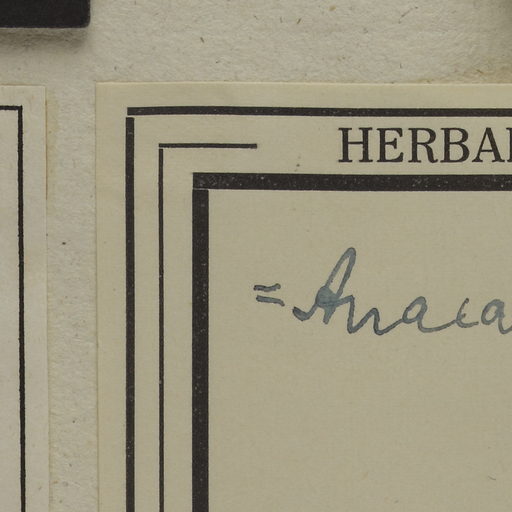 HERBA
= Anaca